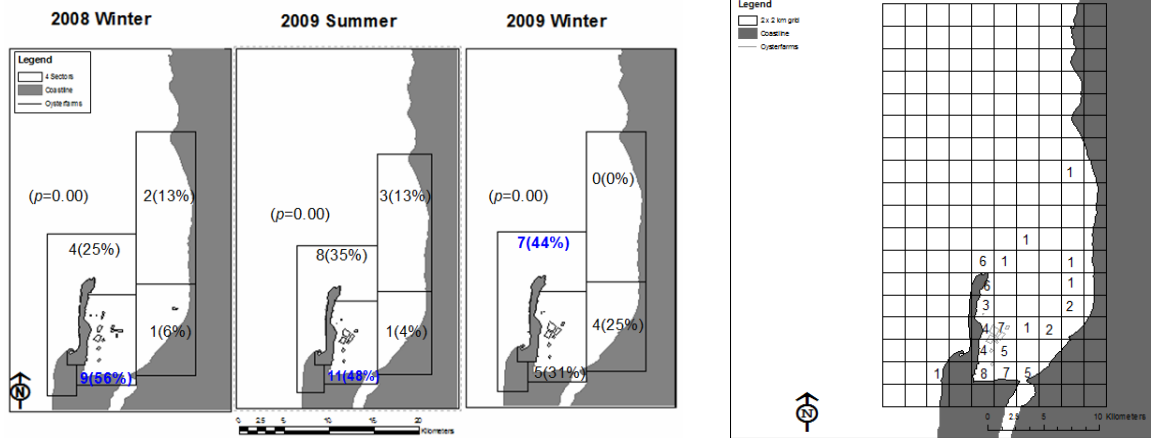 2008 Winter
2009 Summer
2009 Winter
Legend
4 Sectors
Coastline
Oysterfarms
(p=0.00)
2(13%)
4(25%)
1(6%)
9(56%)
N
(p=0.00)
3(13%)
8(35%)
1(4%)
11(48%)
0 2.5 5 10 15 20
Kilometers
(p=0.00)
0(0%)
7(44%)
4(25%)
5(31%)
Legend
2 x 2 km grid
Coastline
Oysterfarms
1
1
6 1 1
6 1
3 2
4 7 1 2
4 5
1 8 7 5
N
0 2.5 5 10
Kilometers